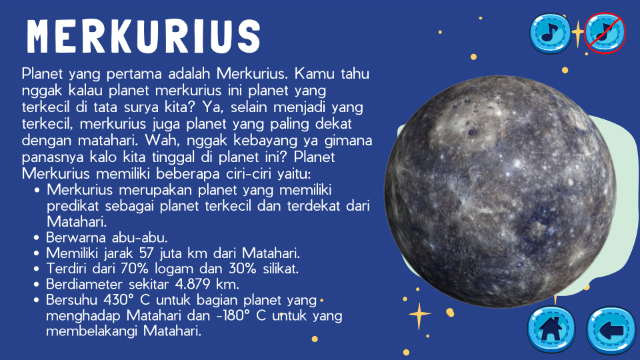 MERKURIUS
Planet yang pertama adalah Merkurius. Kamu tahu
nggak kalau planet merkurius ini planet yang
terkecil di tata surya kita? Ya, selain menjadi yang
terkecil, merkurius juga planet yang paling dekat
dengan matahari. Wah, nggak kebayang ya gimana
panasnya kalo kita tinggal di planet ini? Planet
Merkurius memiliki beberapa ciri-ciri yaitu:
• Merkurius merupakan planet yang memiliki
predikat sebagai planet terkecil dan terdekat dari
Matahari.
• Berwarna abu-abu.
• Memiliki jarak 57 juta km dari Matahari.
• Terdiri dari 70% logam dan 30% silikat.
• Berdiameter sekitar 4.879 km.
• Bersuhu 430° C untuk bagian planet yang
menghadap Matahari dan -180° C untuk yang
membelakangi Matahari.